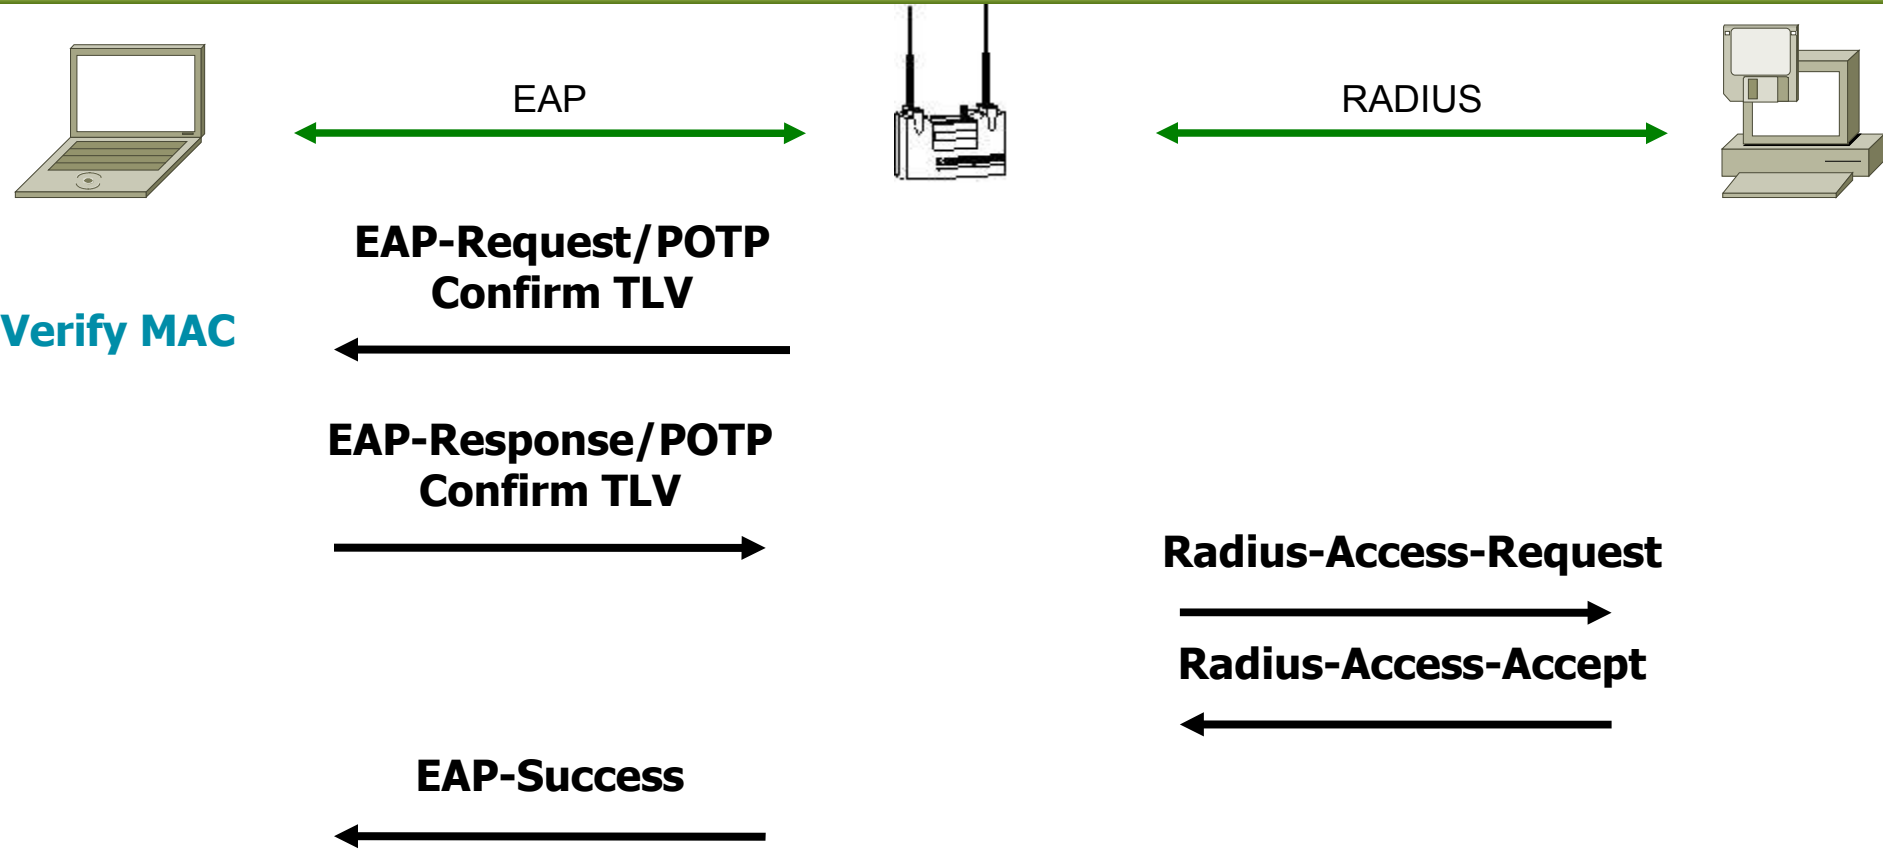 EAP
RADIUS
EAP-Request/POTP
Confirm TLV
Verify MAC
EAP-Response/POTP
Confirm TLV
Radius-Access-Request
Radius-Access-Accept
EAP-Success